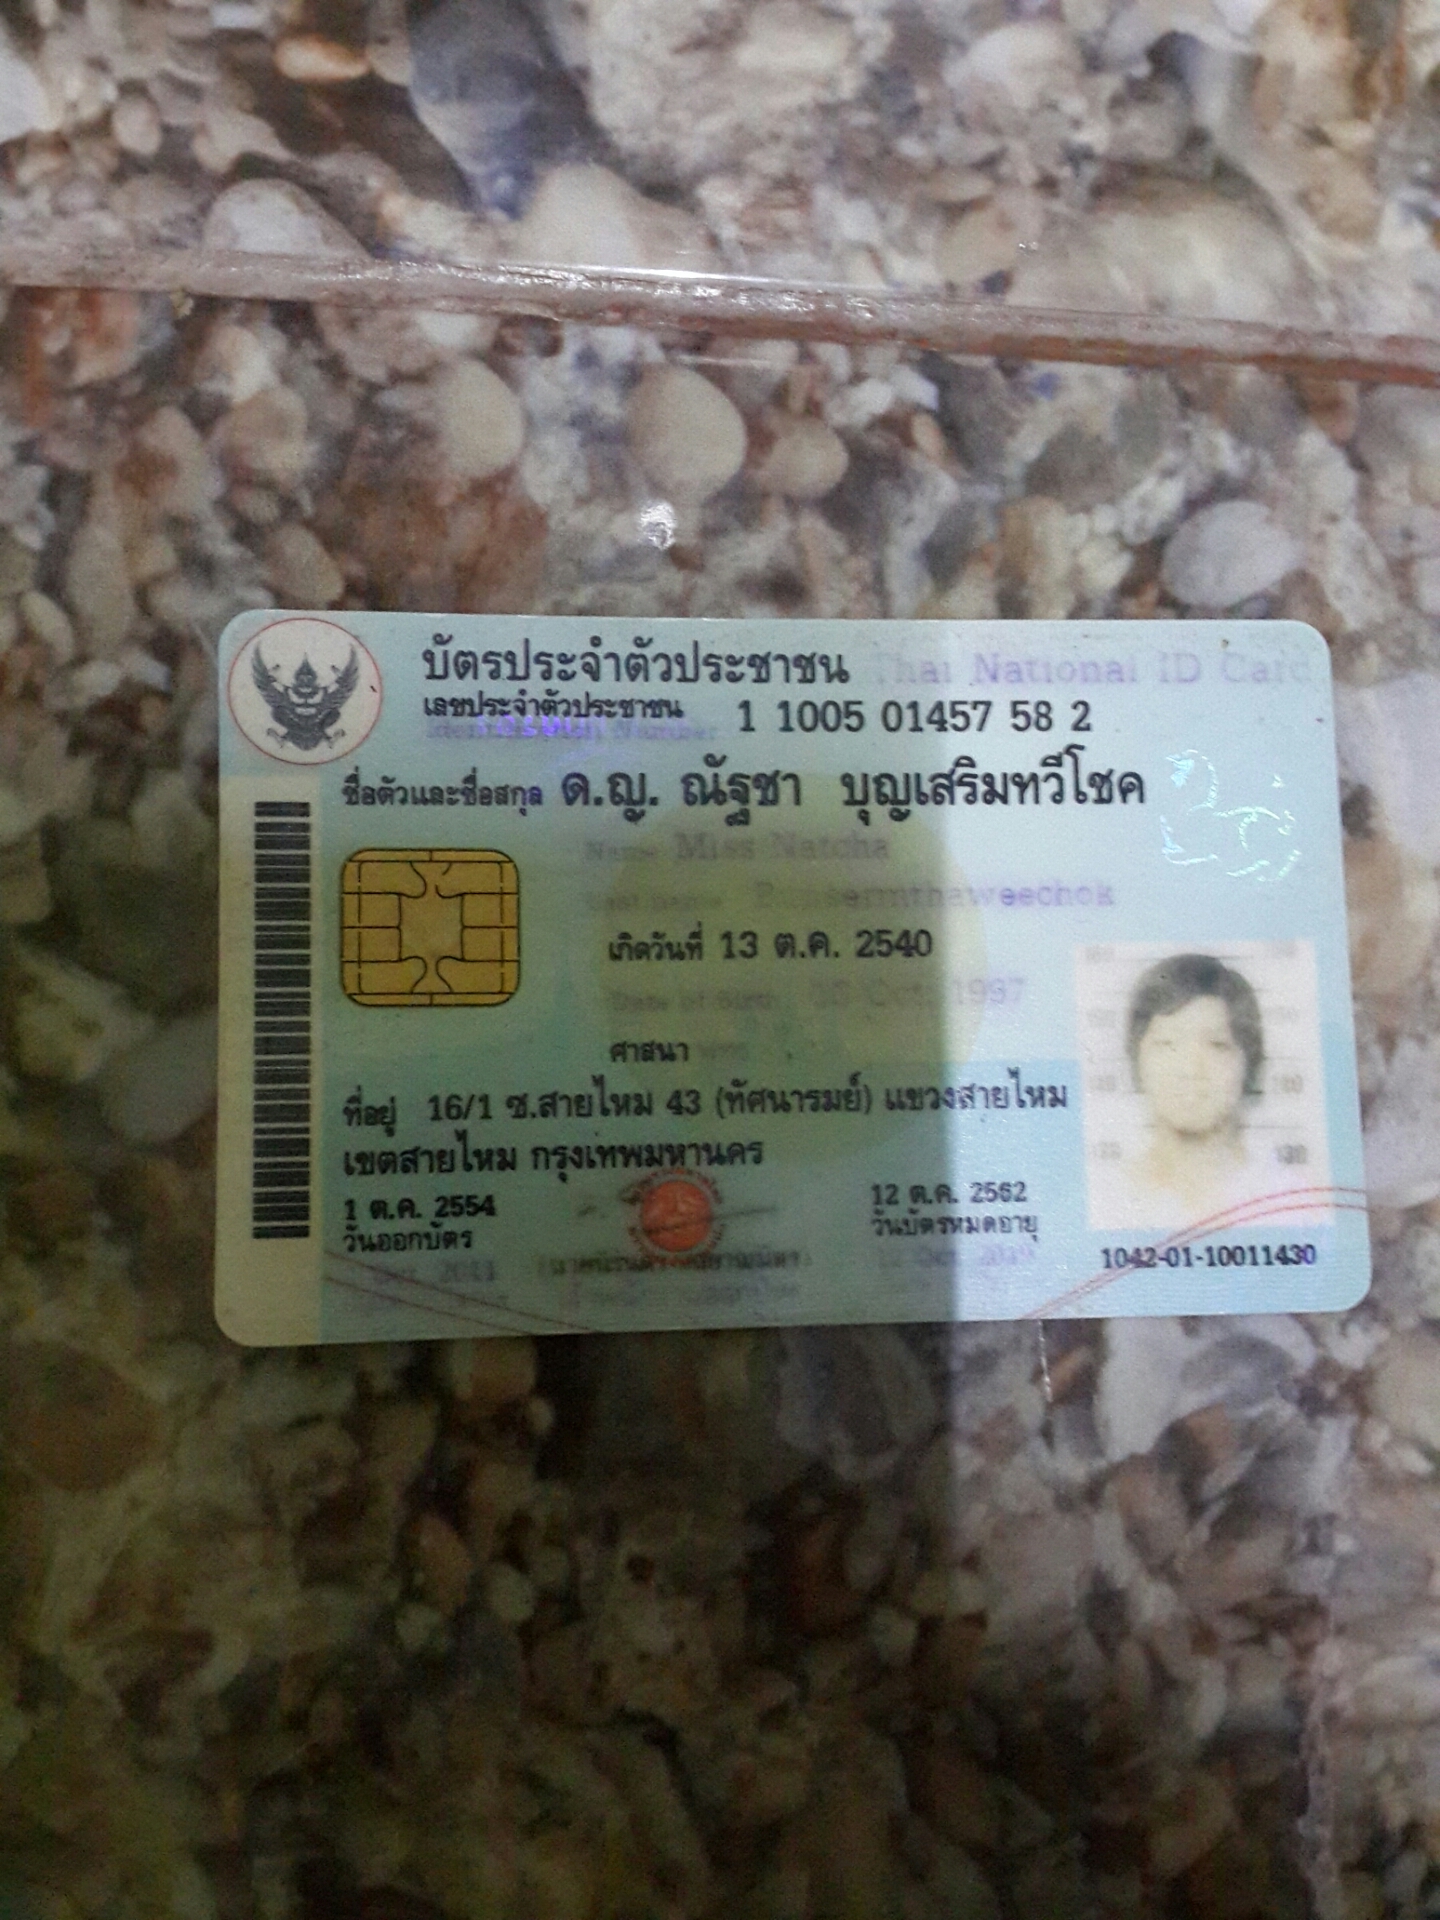 บัตรประจำตัวประชาชน Thai National ID Card
เลขประจำตัวประชาชน 1 1005 01457 58 2
Number
ชื่อตัวและชื่อสกุล ด.ญ. ณัฐชา บุญเสริมทวีโชค
Name Miss Natcha
Last name
เกิดวันที่ 13 ต.ค. 2540
Date of Birth Oct. 1997
ศาสนา
ที่อยู่ 16/1 ซ.สายไหม 43 (ทัศนารมย์) แขวงสายไหม
เขตสายไหม กรุงเทพมหานคร
1 ต.ค. 2554
วันออกบัตร
12 ต.ค. 2562
วันบัตรหมดอายุ
1042-01-10011430